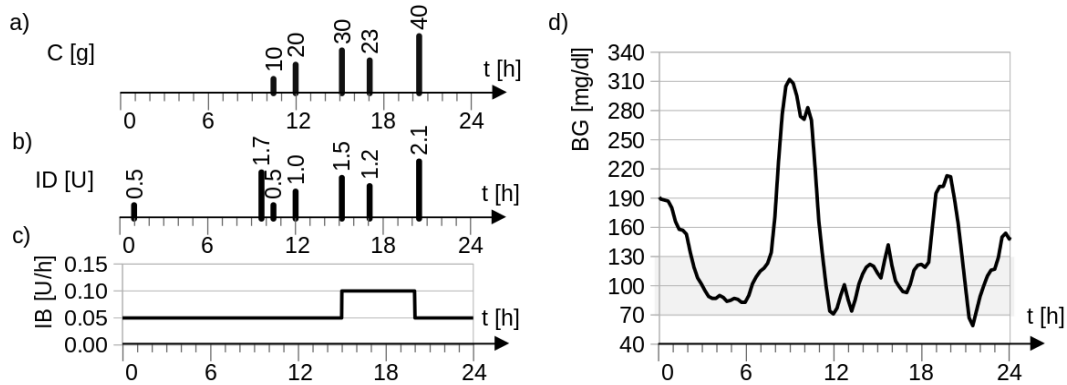 a)
C [g]
10 20 30 23 40
t [h]
0 6 12 18 24
b)
ID [U]
0.5 1.7 0.5 1.0 1.5 1.2 2.1
t [h]
0 6 12 18 24
c)
IB [U/h]
0.15
0.10
0.05
0.00
t [h]
0 6 12 18 24
d)
BG [mg/dl]
340
310
280
250
220
190
160
130
100
70
40
t [h]
0 6 12 18 24